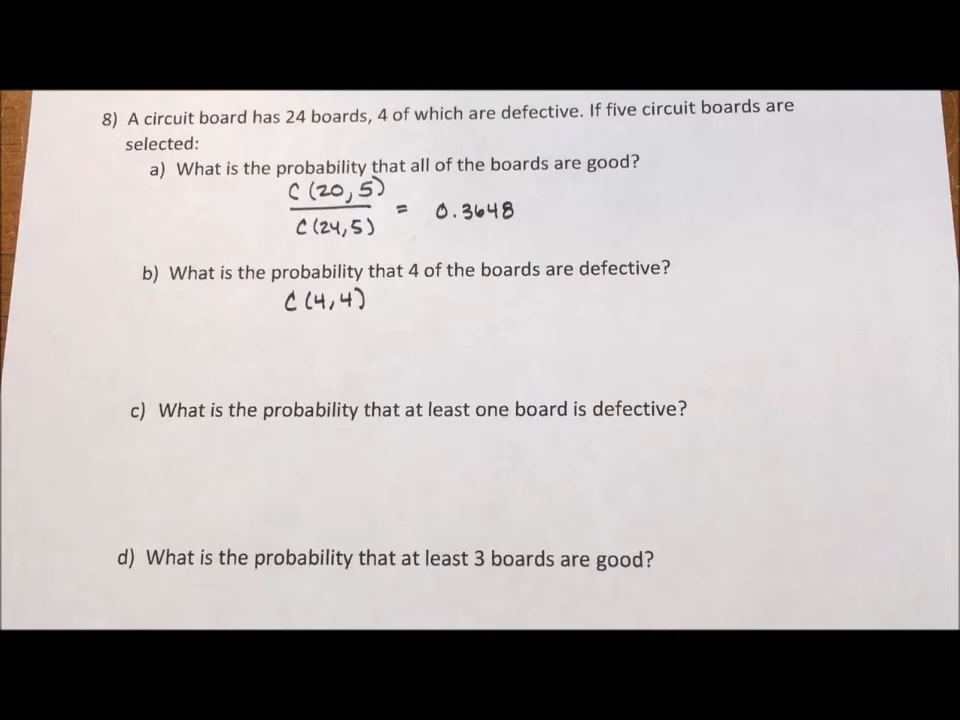 8) A circuit board has 24 boards, 4 of which are defective. If five circuit boards are
selected:
a) What is the probability that all of the boards are good?
C(20,5)
C(24,5)
= 0.3648
b) What is the probability that 4 of the boards are defective?
C(4,4)
c) What is the probability that at least one board is defective?
d) What is the probability that at least 3 boards are good?